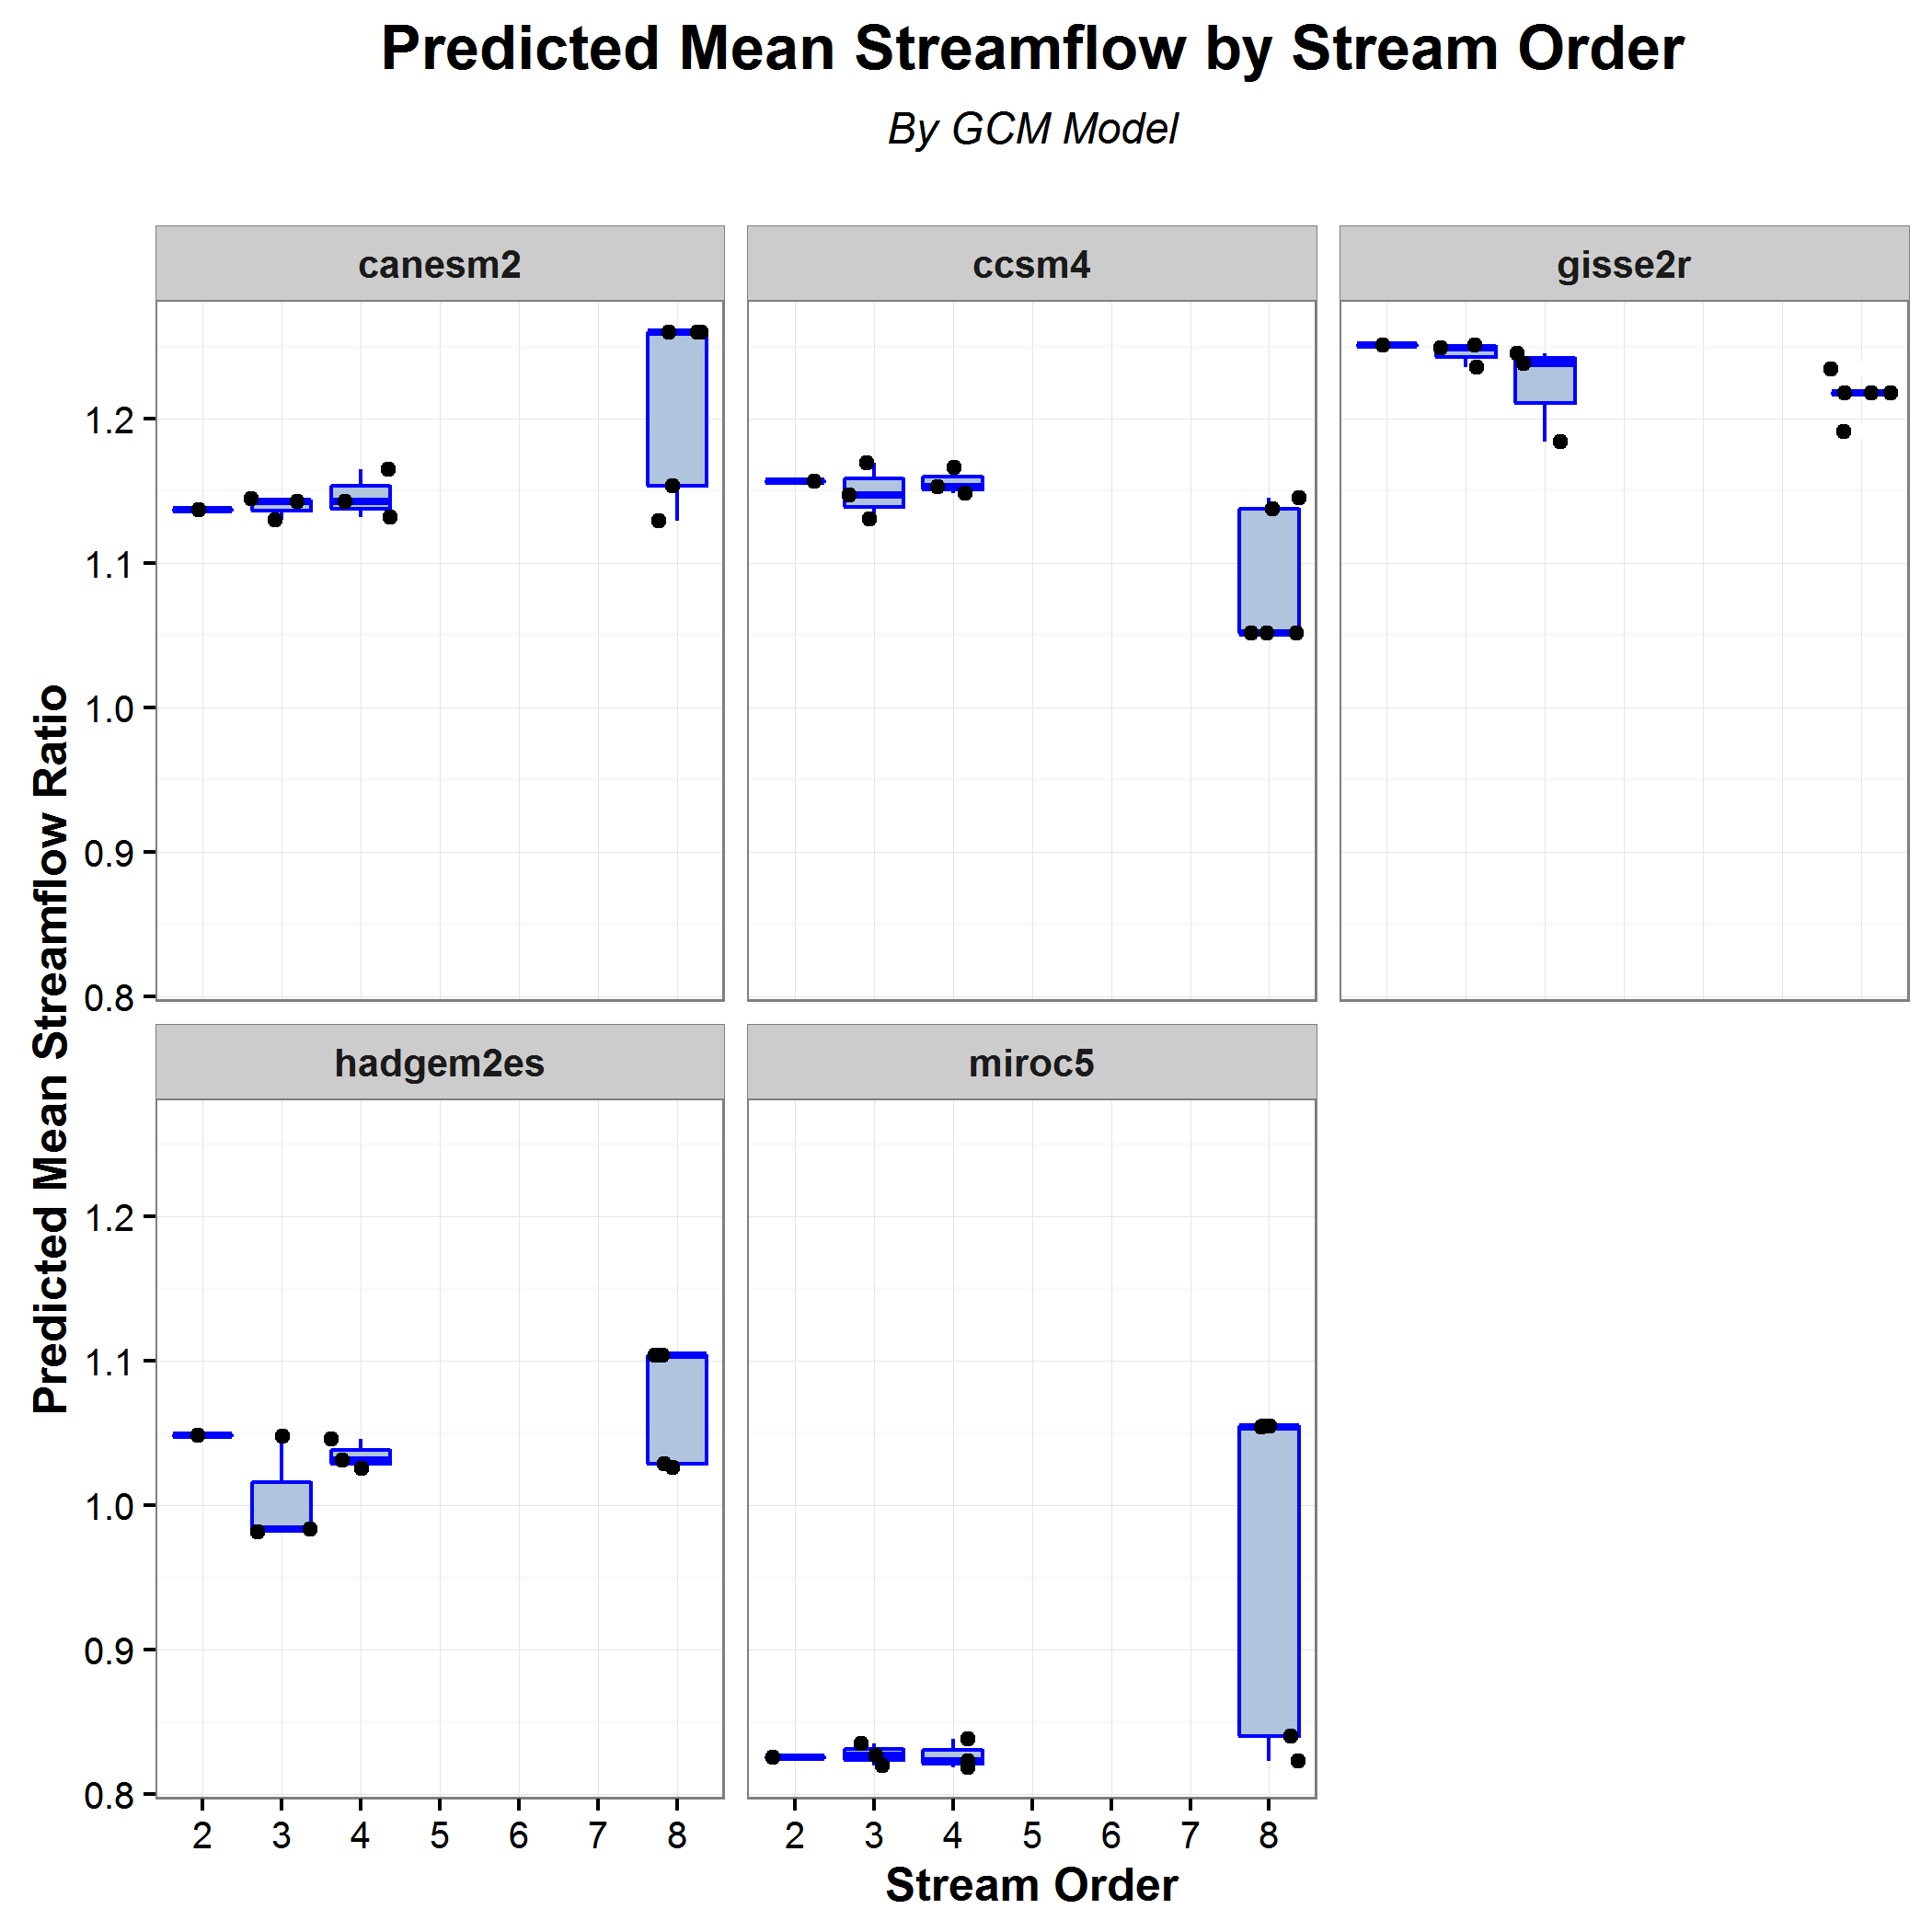 Predicted Mean Streamflow by Stream Order
By GCM Model
canesm2
ccsm4
gisse2r
1.2
1.1
1.0
0.9
0.8
Predicted Mean Streamflow Ratio
hadgem2es
miroc5
1.2
1.1
1.0
0.9
0.8
2 3 4 5 6 7 8
2 3 4 5 6 7 8
Stream Order